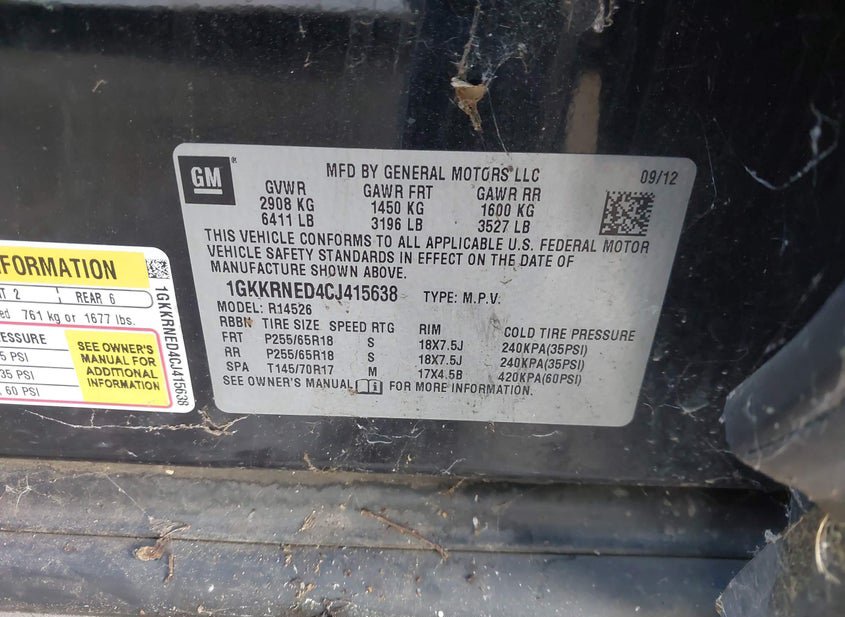 GM
MFD BY GENERAL MOTORS LLC
09/12
GVWR GAWR FRT GAWR RR
2908 KG 1450 KG 1600 KG
6411 LB 3196 LB 3527 LB
THIS VEHICLE CONFORMS TO ALL APPLICABLE U.S. FEDERAL MOTOR
VEHICLE SAFETY STANDARDS IN EFFECT ON THE DATE OF
MANUFACTURE SHOWN ABOVE.
1GKKRNED4CJ415638 TYPE: M.P.V.
MODEL: R14526
RBBN TIRE SIZE SPEED RTG RIM COLD TIRE PRESSURE
FRT P255/65R18 S 18X7.5J 240KPA(35PSI)
RR P255/65R18 S 18X7.5J 240KPA(35PSI)
SPA T145/70R17 M 17X4.5B 420KPA(60PSI)
SEE OWNER'S MANUAL FOR MORE INFORMATION.
FORMATION
2 REAR 6
761 kg or 1677 lbs.
PRESSURE
5 PSI
35 PSI
60 PSI
SEE OWNER'S
MANUAL FOR
ADDITIONAL
INFORMATION
1GKKRNED4CJ415638